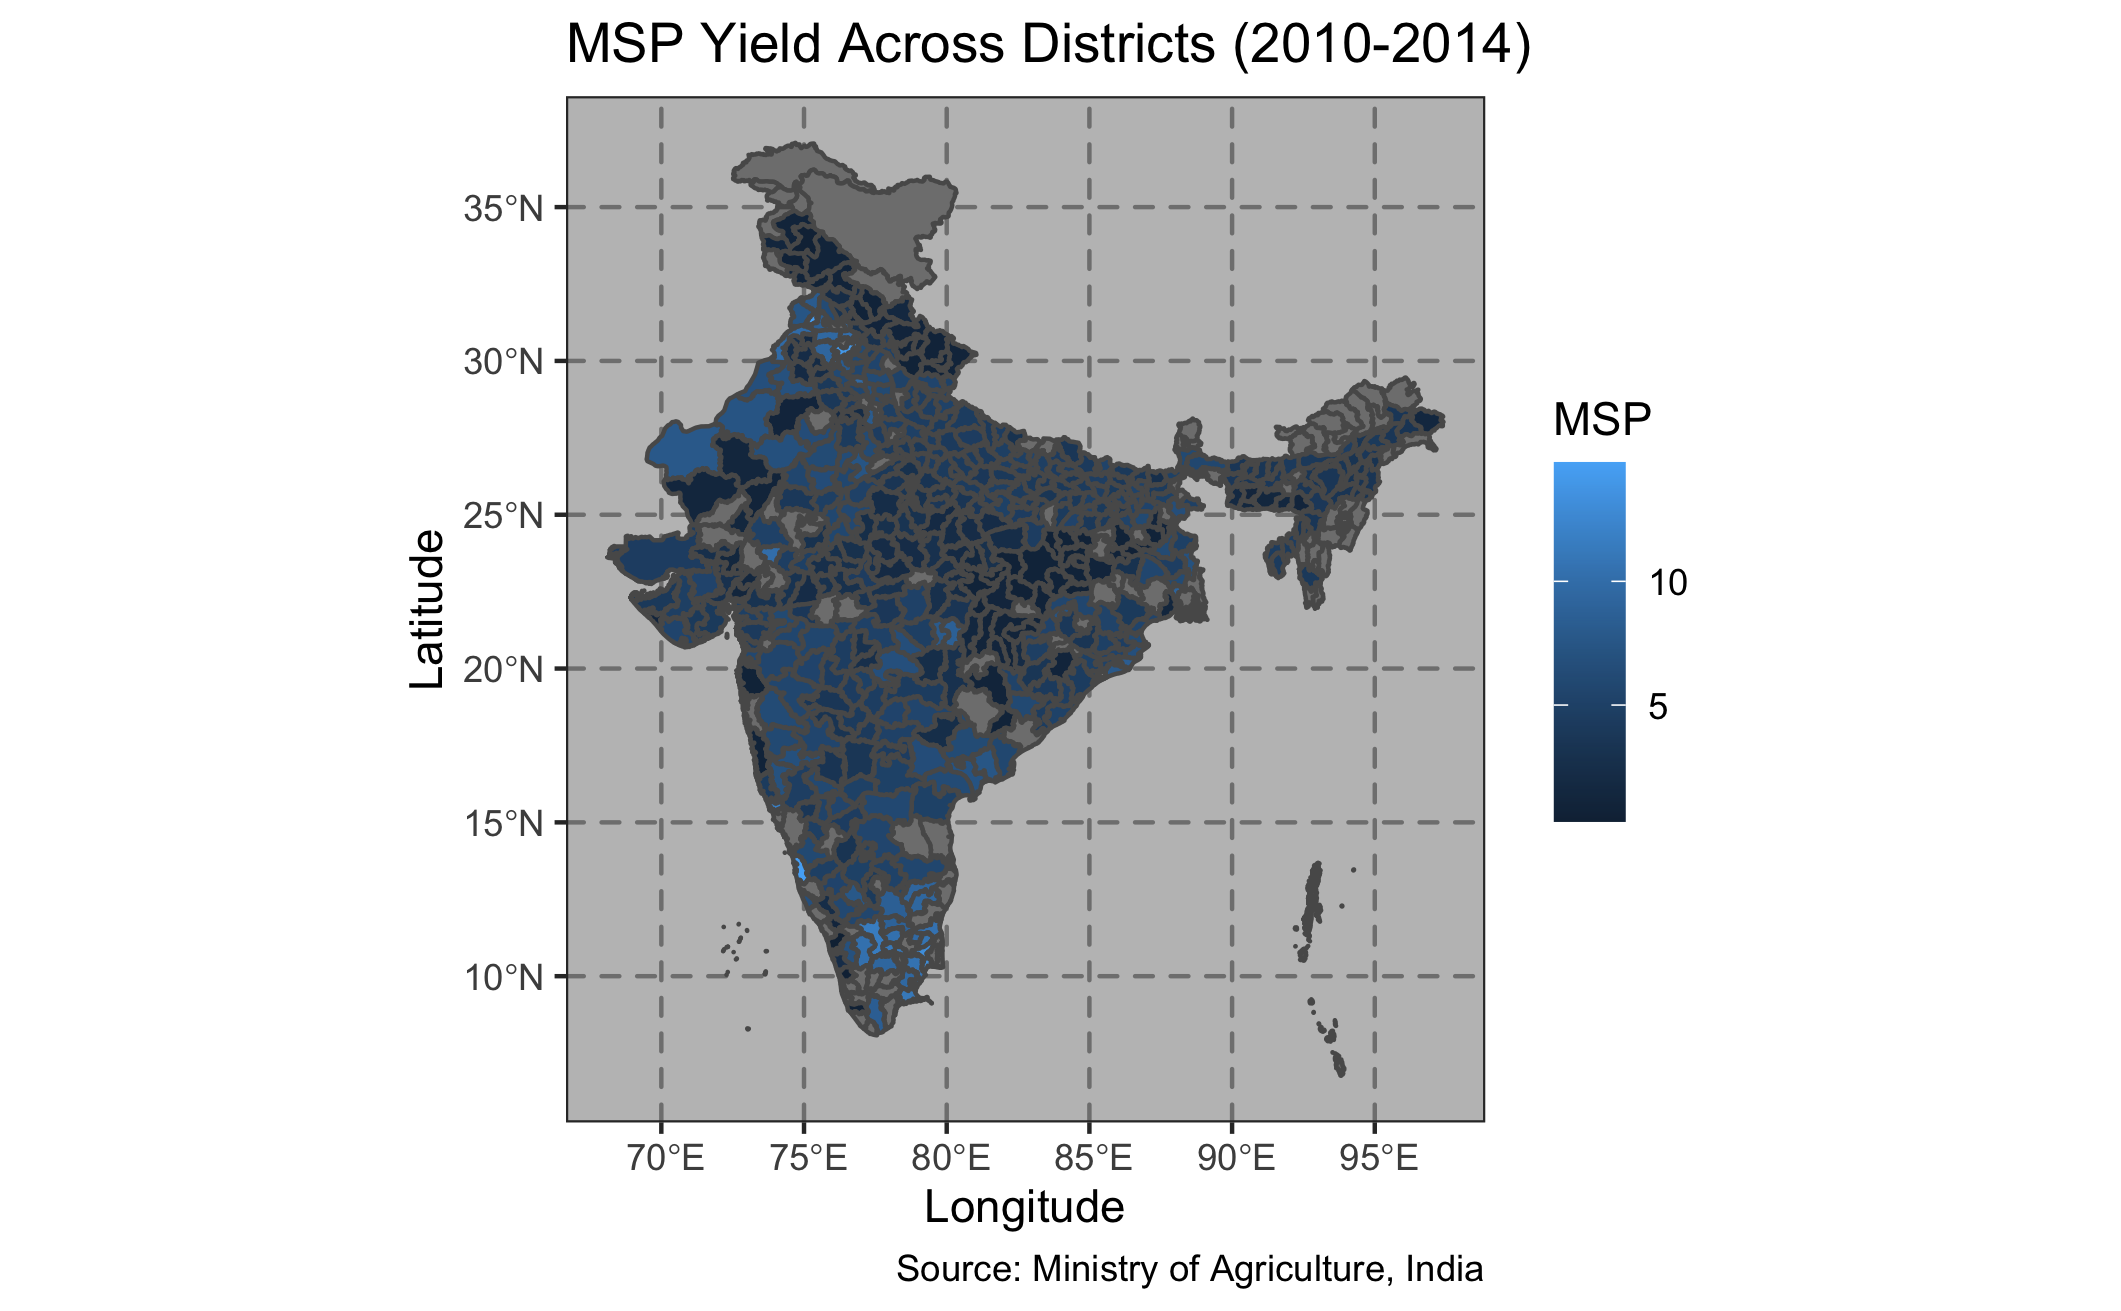 MSP Yield Across Districts (2010-2014)
35°N
30°N
25°N
20°N
15°N
10°N
Latitude
70°E 75°E 80°E 85°E 90°E 95°E
Longitude
MSP
10
5
Source: Ministry of Agriculture, India